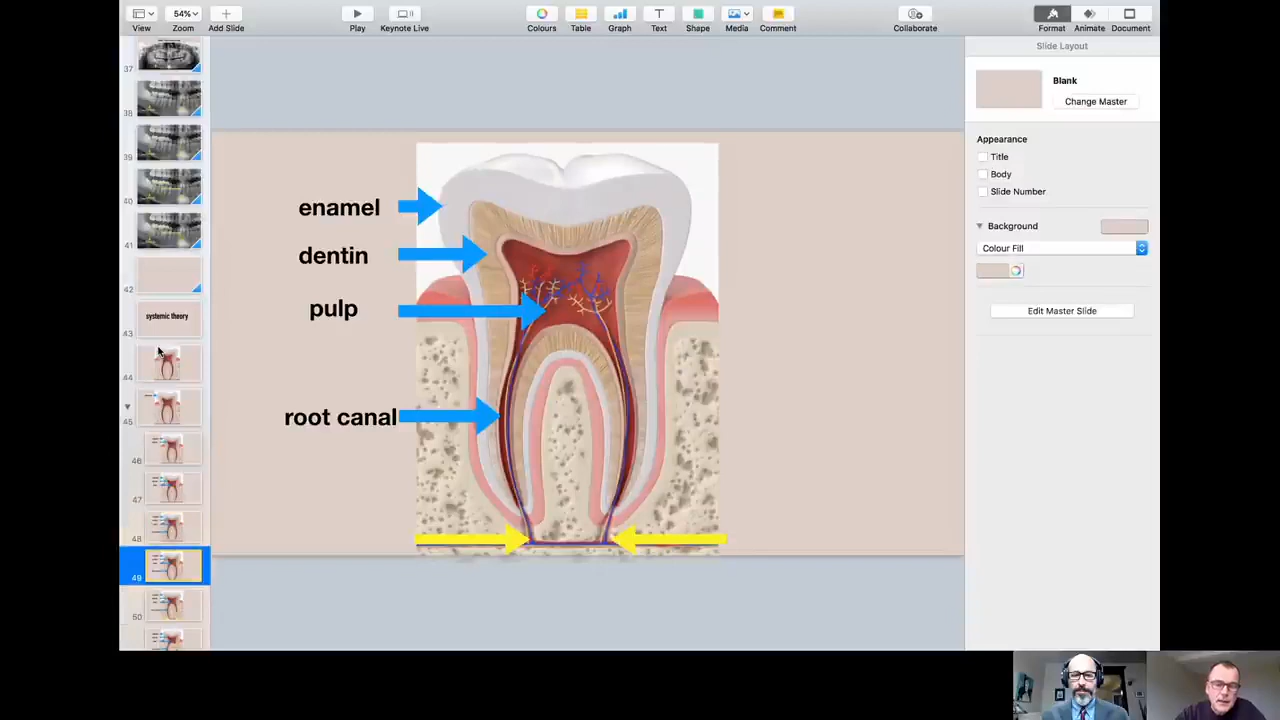 54%
View
Zoom
Add Slide
Play
Keynote Live
Colours
Table
Graph
Text
Shape
Media
Comment
Collaborate
Format
Animate
Document
Slide Layout
Blank
Change Master
Appearance
Title
Body
Slide Number
Background
Colour Fill
Edit Master Slide
enamel
dentin
pulp
root canal
37
38
39
40
41
42
systemic theory
43
44
45
46
47
48
49
50